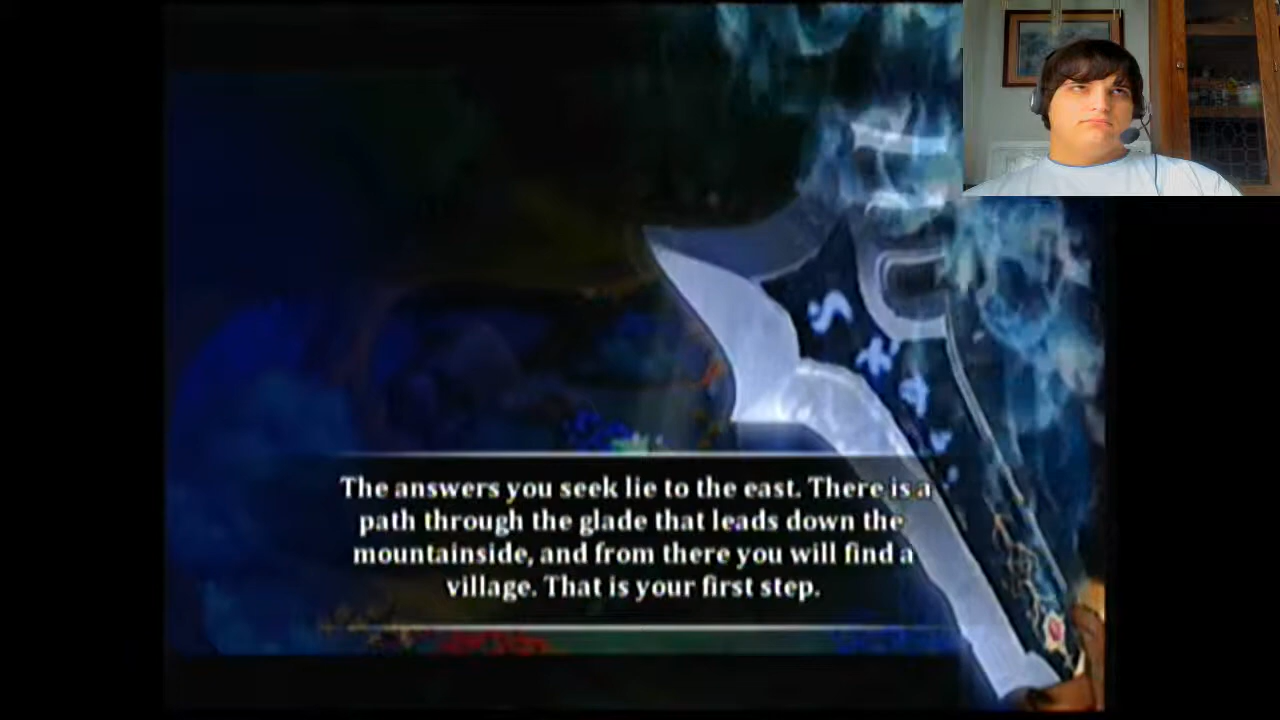 The answers you seek lie to the east. There is a
path through the glade that leads down the
mountainside, and from there you will find a
village. That is your first step.